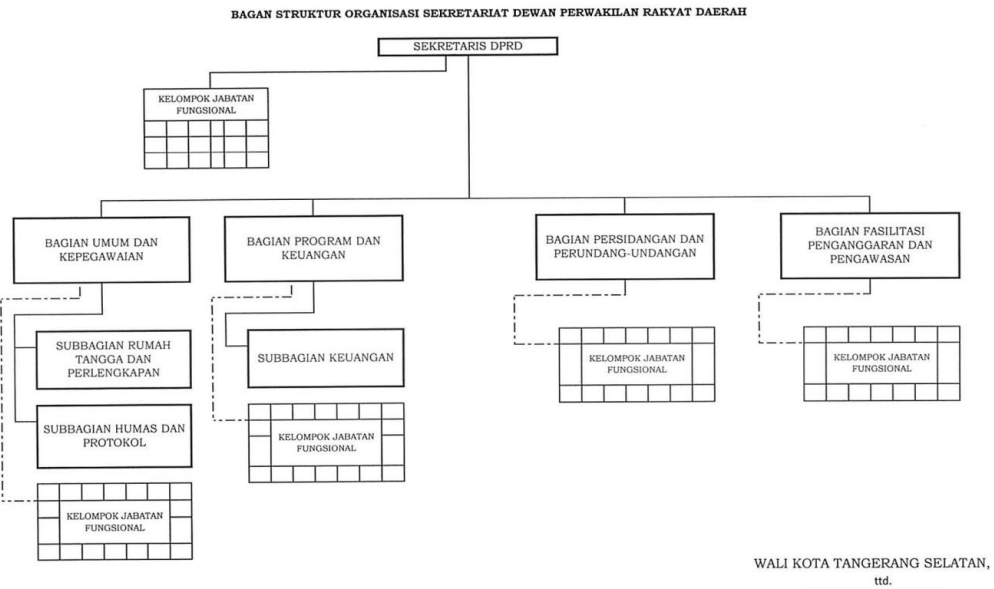 BAGAN STRUKTUR ORGANISASI SEKRETARIAT DEWAN PERWAKILAN RAKYAT DAERAH
SEKRETARIS DPRD
KELOMPOK JABATAN
FUNGSIONAL
BAGIAN UMUM DAN
KEPEGAWAIAN
BAGIAN PROGRAM DAN
KEUANGAN
BAGIAN PERSIDANGAN DAN
PERUNDANG-UNDANGAN
BAGIAN FASILITASI
PENGANGGARAN DAN
PENGAWASAN
SUBBAGIAN RUMAH
TANGGA DAN
PERLENGKAPAN
SUBBAGIAN KEUANGAN
KELOMPOK JABATAN
FUNGSIONAL
KELOMPOK JABATAN
FUNGSIONAL
SUBBAGIAN HUMAS DAN
PROTOKOL
KELOMPOK JABATAN
FUNGSIONAL
KELOMPOK JABATAN
FUNGSIONAL
WALI KOTA TANGERANG SELATAN,
ttd.